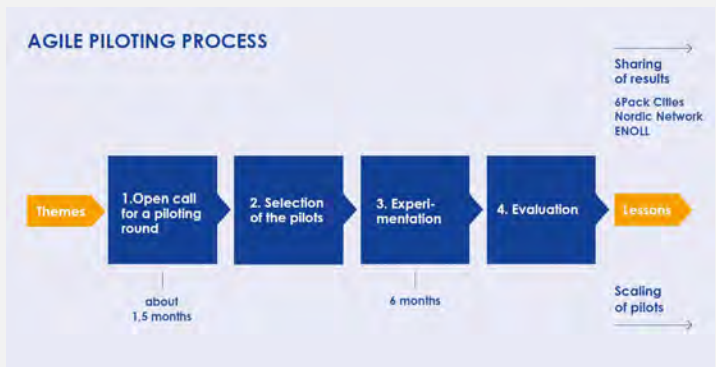 AGILE PILOTING PROCESS
Sharing
of results
6Pack Cities
Nordic Network
ENOLL
Themes
1.Open call
for a piloting
round
2. Selection
of the pilots
3. Experi-
mentation
4. Evaluation
Lessons
about
1,5 months
6 months
Scaling
of pilots